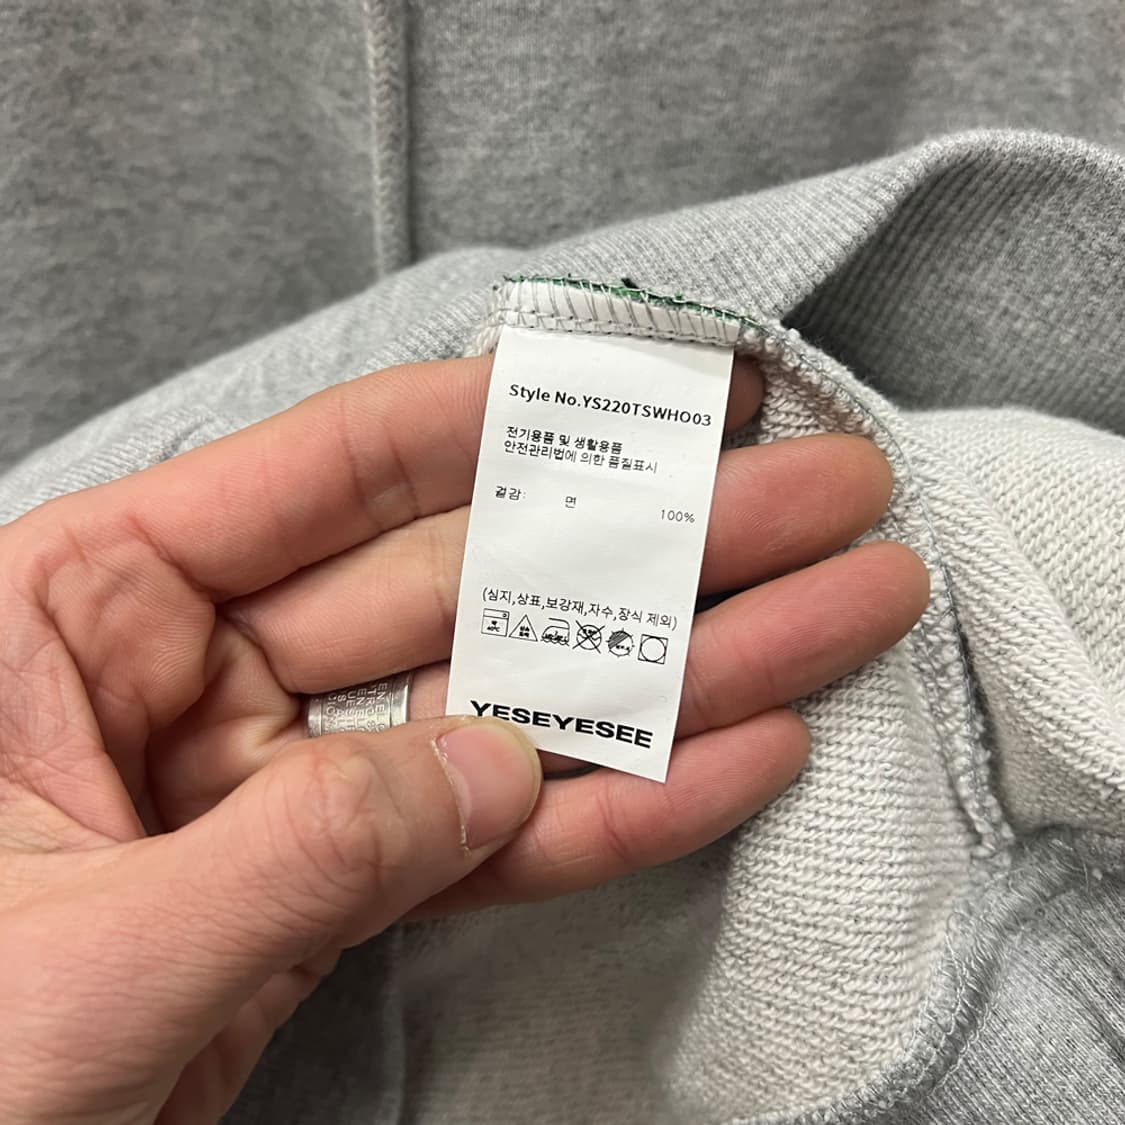 Style No.YS220TSWHO03
전기용품 및 생활용품
안전관리법에 의한 품질표시
겉감: 면 100%
(심지,상표,보강재,자수,장식 제외)
약 40℃
YESEYESEE